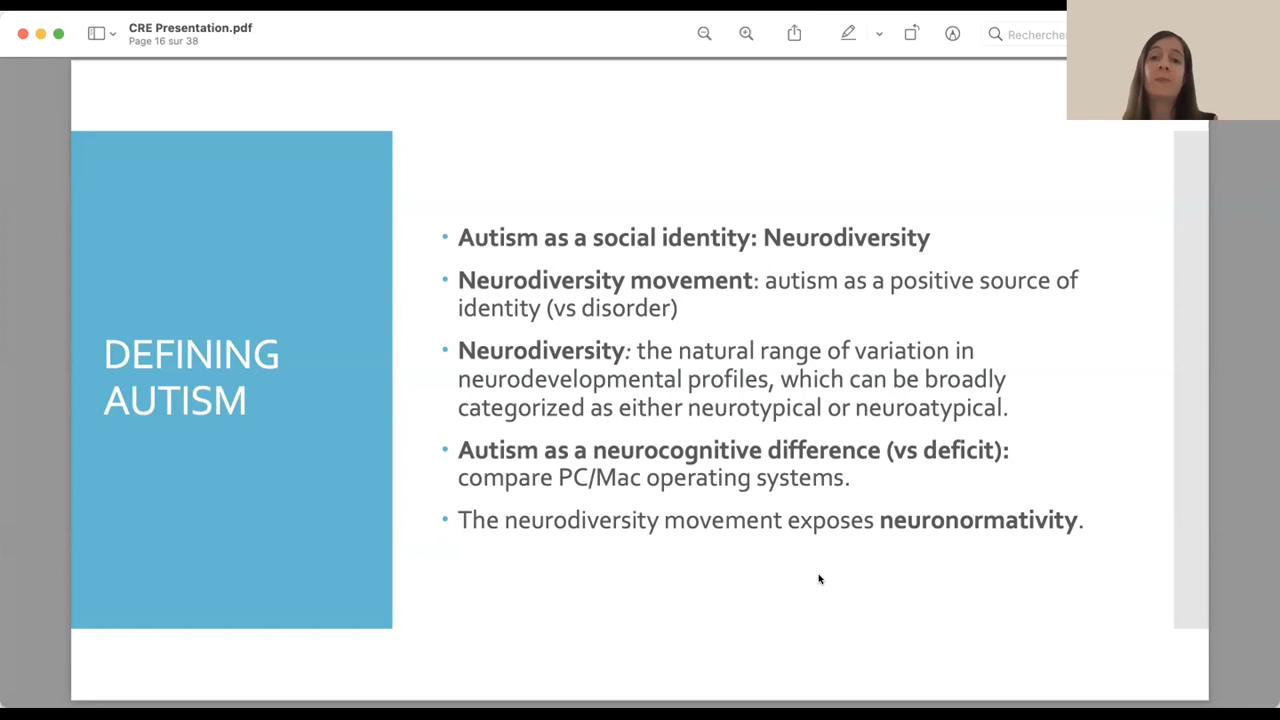 CRE Presentation.pdf
Page 16 sur 38
Recherche
DEFINING
AUTISM
• Autism as a social identity: Neurodiversity
• Neurodiversity movement: autism as a positive source of
identity (vs disorder)
• Neurodiversity: the natural range of variation in
neurodevelopmental profiles, which can be broadly
categorized as either neurotypical or neuroatypical.
• Autism as a neurocognitive difference (vs deficit):
compare PC/Mac operating systems.
• The neurodiversity movement exposes neuronormativity.